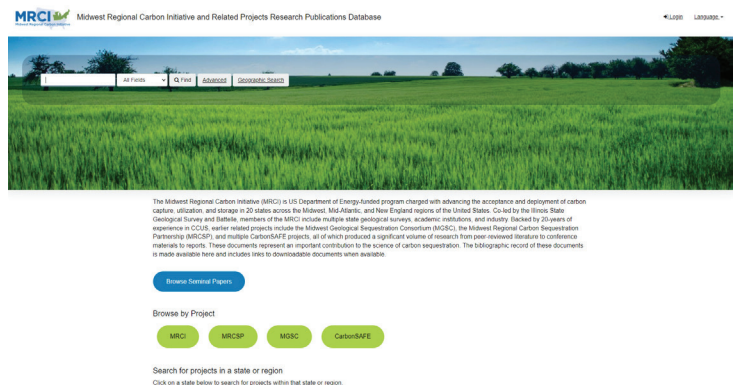 MRCI
Midwest Regional Carbon Initiative
Midwest Regional Carbon Initiative and Related Projects Research Publications Database
Login
Language
All Fields
Find
Advanced
Geographic Search
The Midwest Regional Carbon Initiative (MRCI) is US Department of Energy-funded program charged with advancing the acceptance and deployment of carbon
capture, utilization, and storage in 20 states across the Midwest, Mid-Atlantic, and New England regions of the United States. Co-led by the Illinois State
Geological Survey and Battelle, members of the MRCI include multiple state geological surveys, academic institutions, and industry. Backed by 20-years of
experience in CCUS, earlier related projects include the Midwest Geological Sequestration Consortium (MGSC), the Midwest Regional Carbon Sequestration
Partnership (MRCSP), and multiple CarbonSAFE projects, all of which produced a significant volume of research from peer-reviewed literature to conference
materials to reports. These documents represent an important contribution to the science of carbon sequestration. The bibliographic record of these documents
is made available here and includes links to downloadable documents when available.
Browse Seminal Papers
Browse by Project
MRCI
MRCSP
MGSC
CarbonSAFE
Search for projects in a state or region
Click on a state below to search for projects within that state or region.